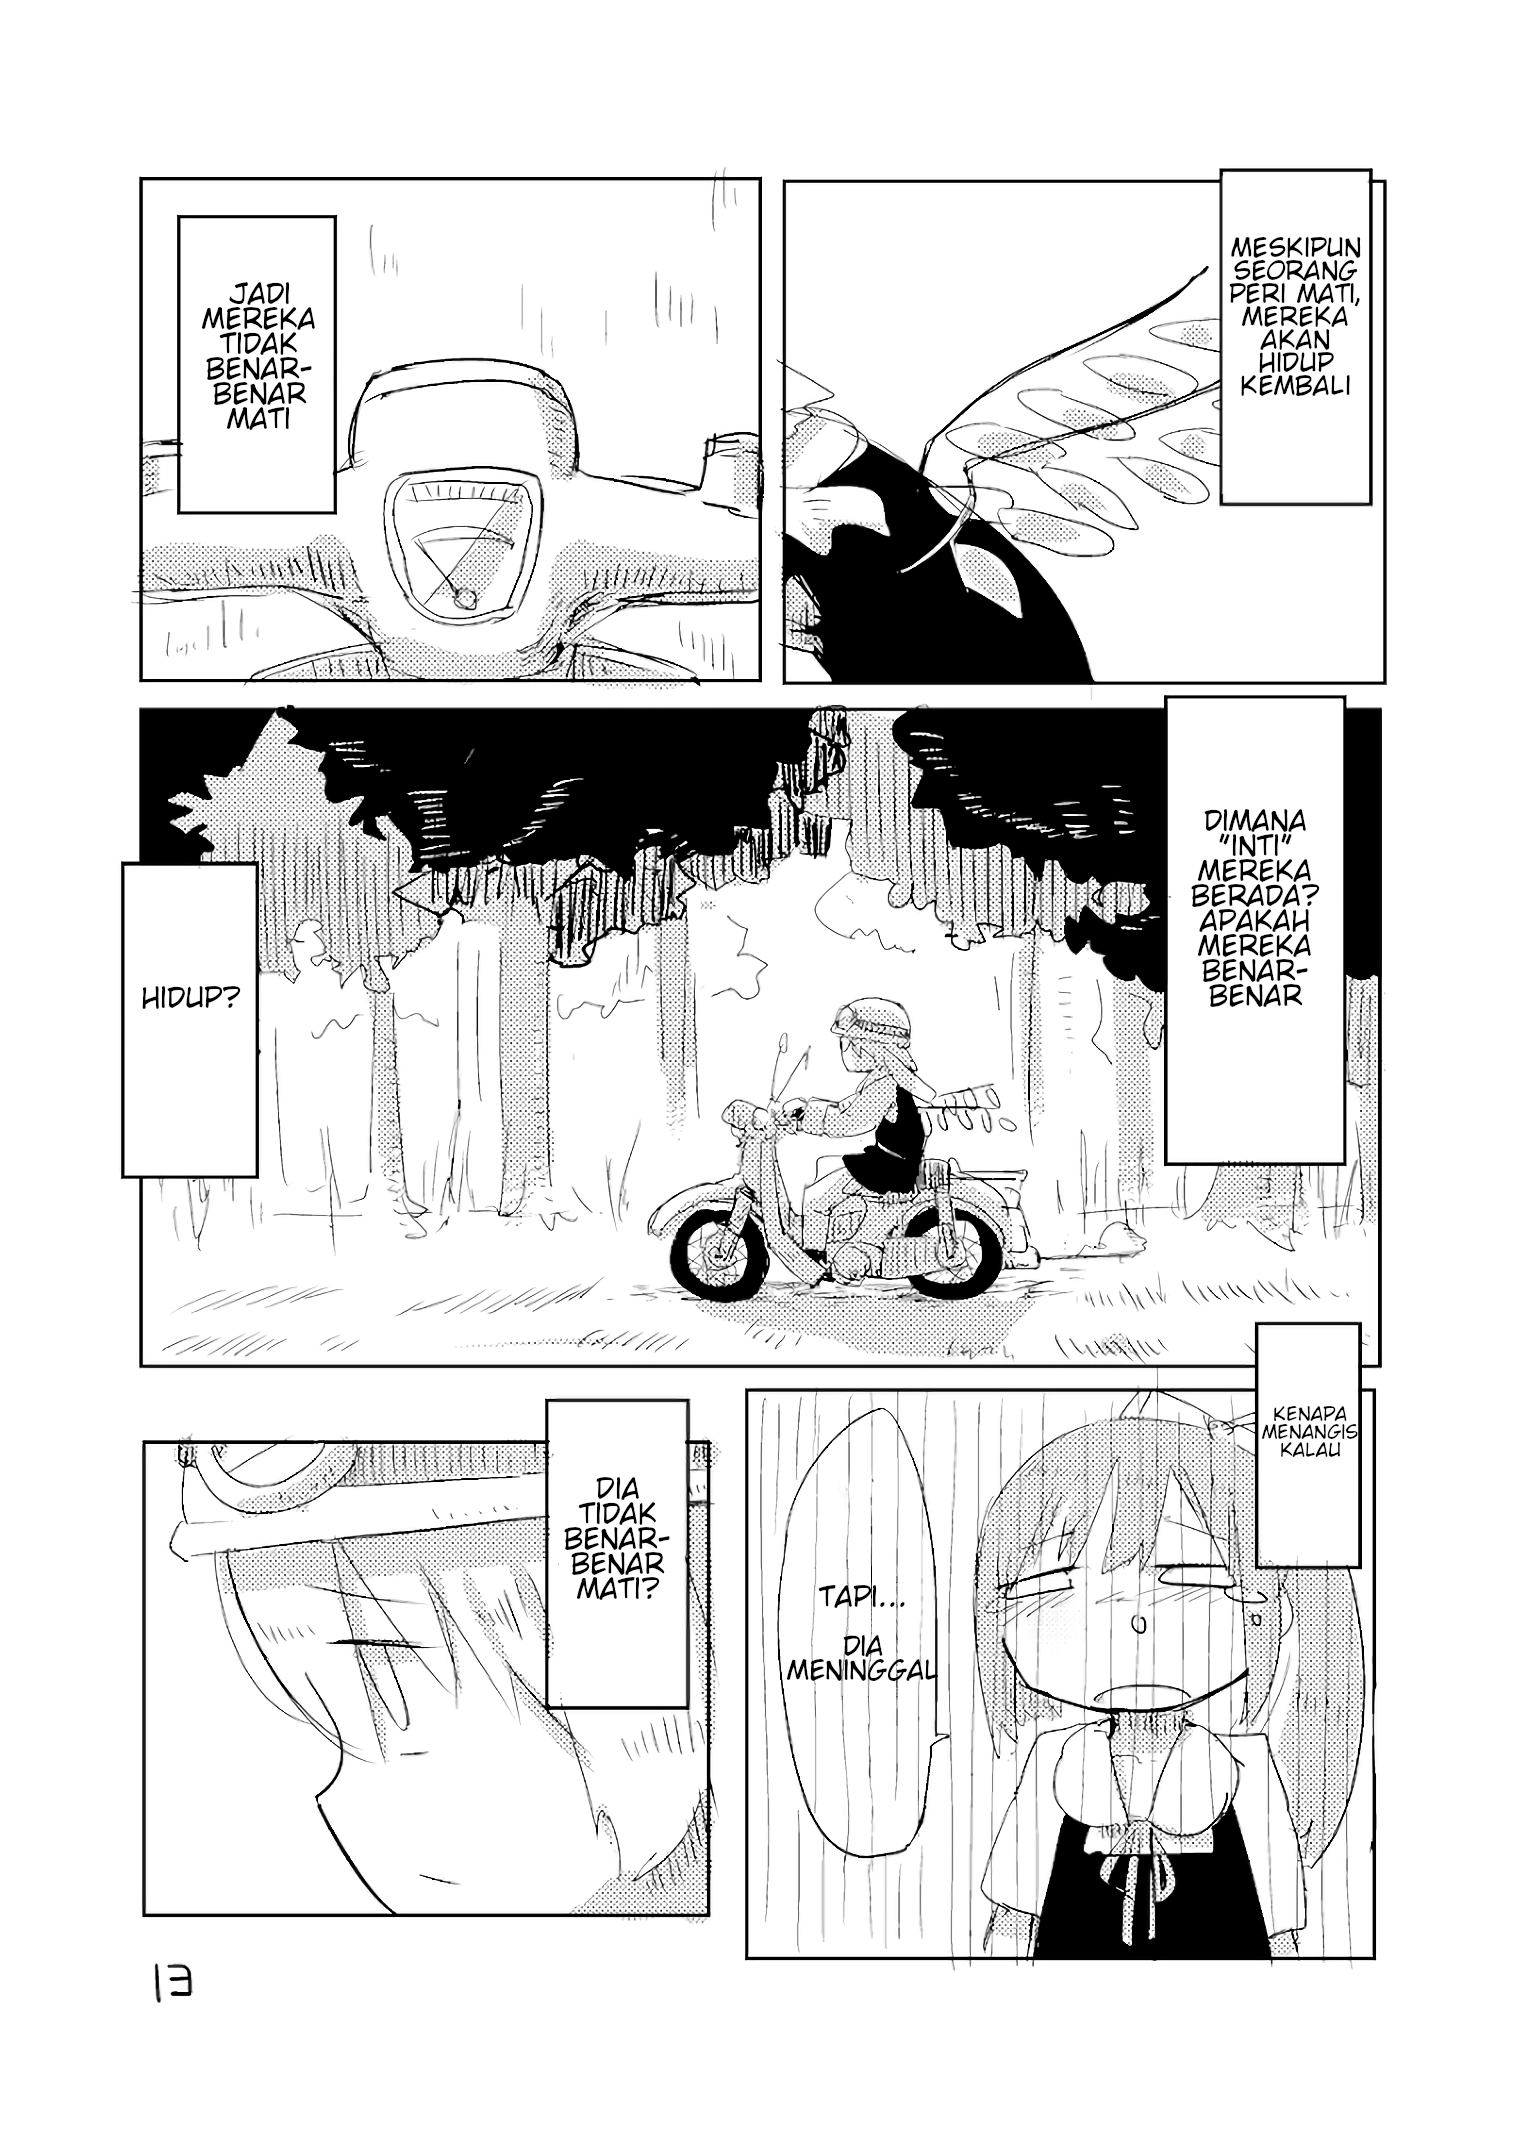 MESKIPUN
SEORANG
PERI MATI,
MEREKA
AKAN
HIDUP
KEMBALI
JADI
MEREKA
TIDAK
BENAR-
BENAR
MATI
DIMANA
"INTI"
MEREKA
BERADA?
APAKAH
MEREKA
BENAR-
BENAR
HIDUP?
KENAPA
MENANGIS
KALAU
TAPI...
DIA
MENINGGAL
DIA
TIDAK
BENAR-
BENAR
MATI?
13